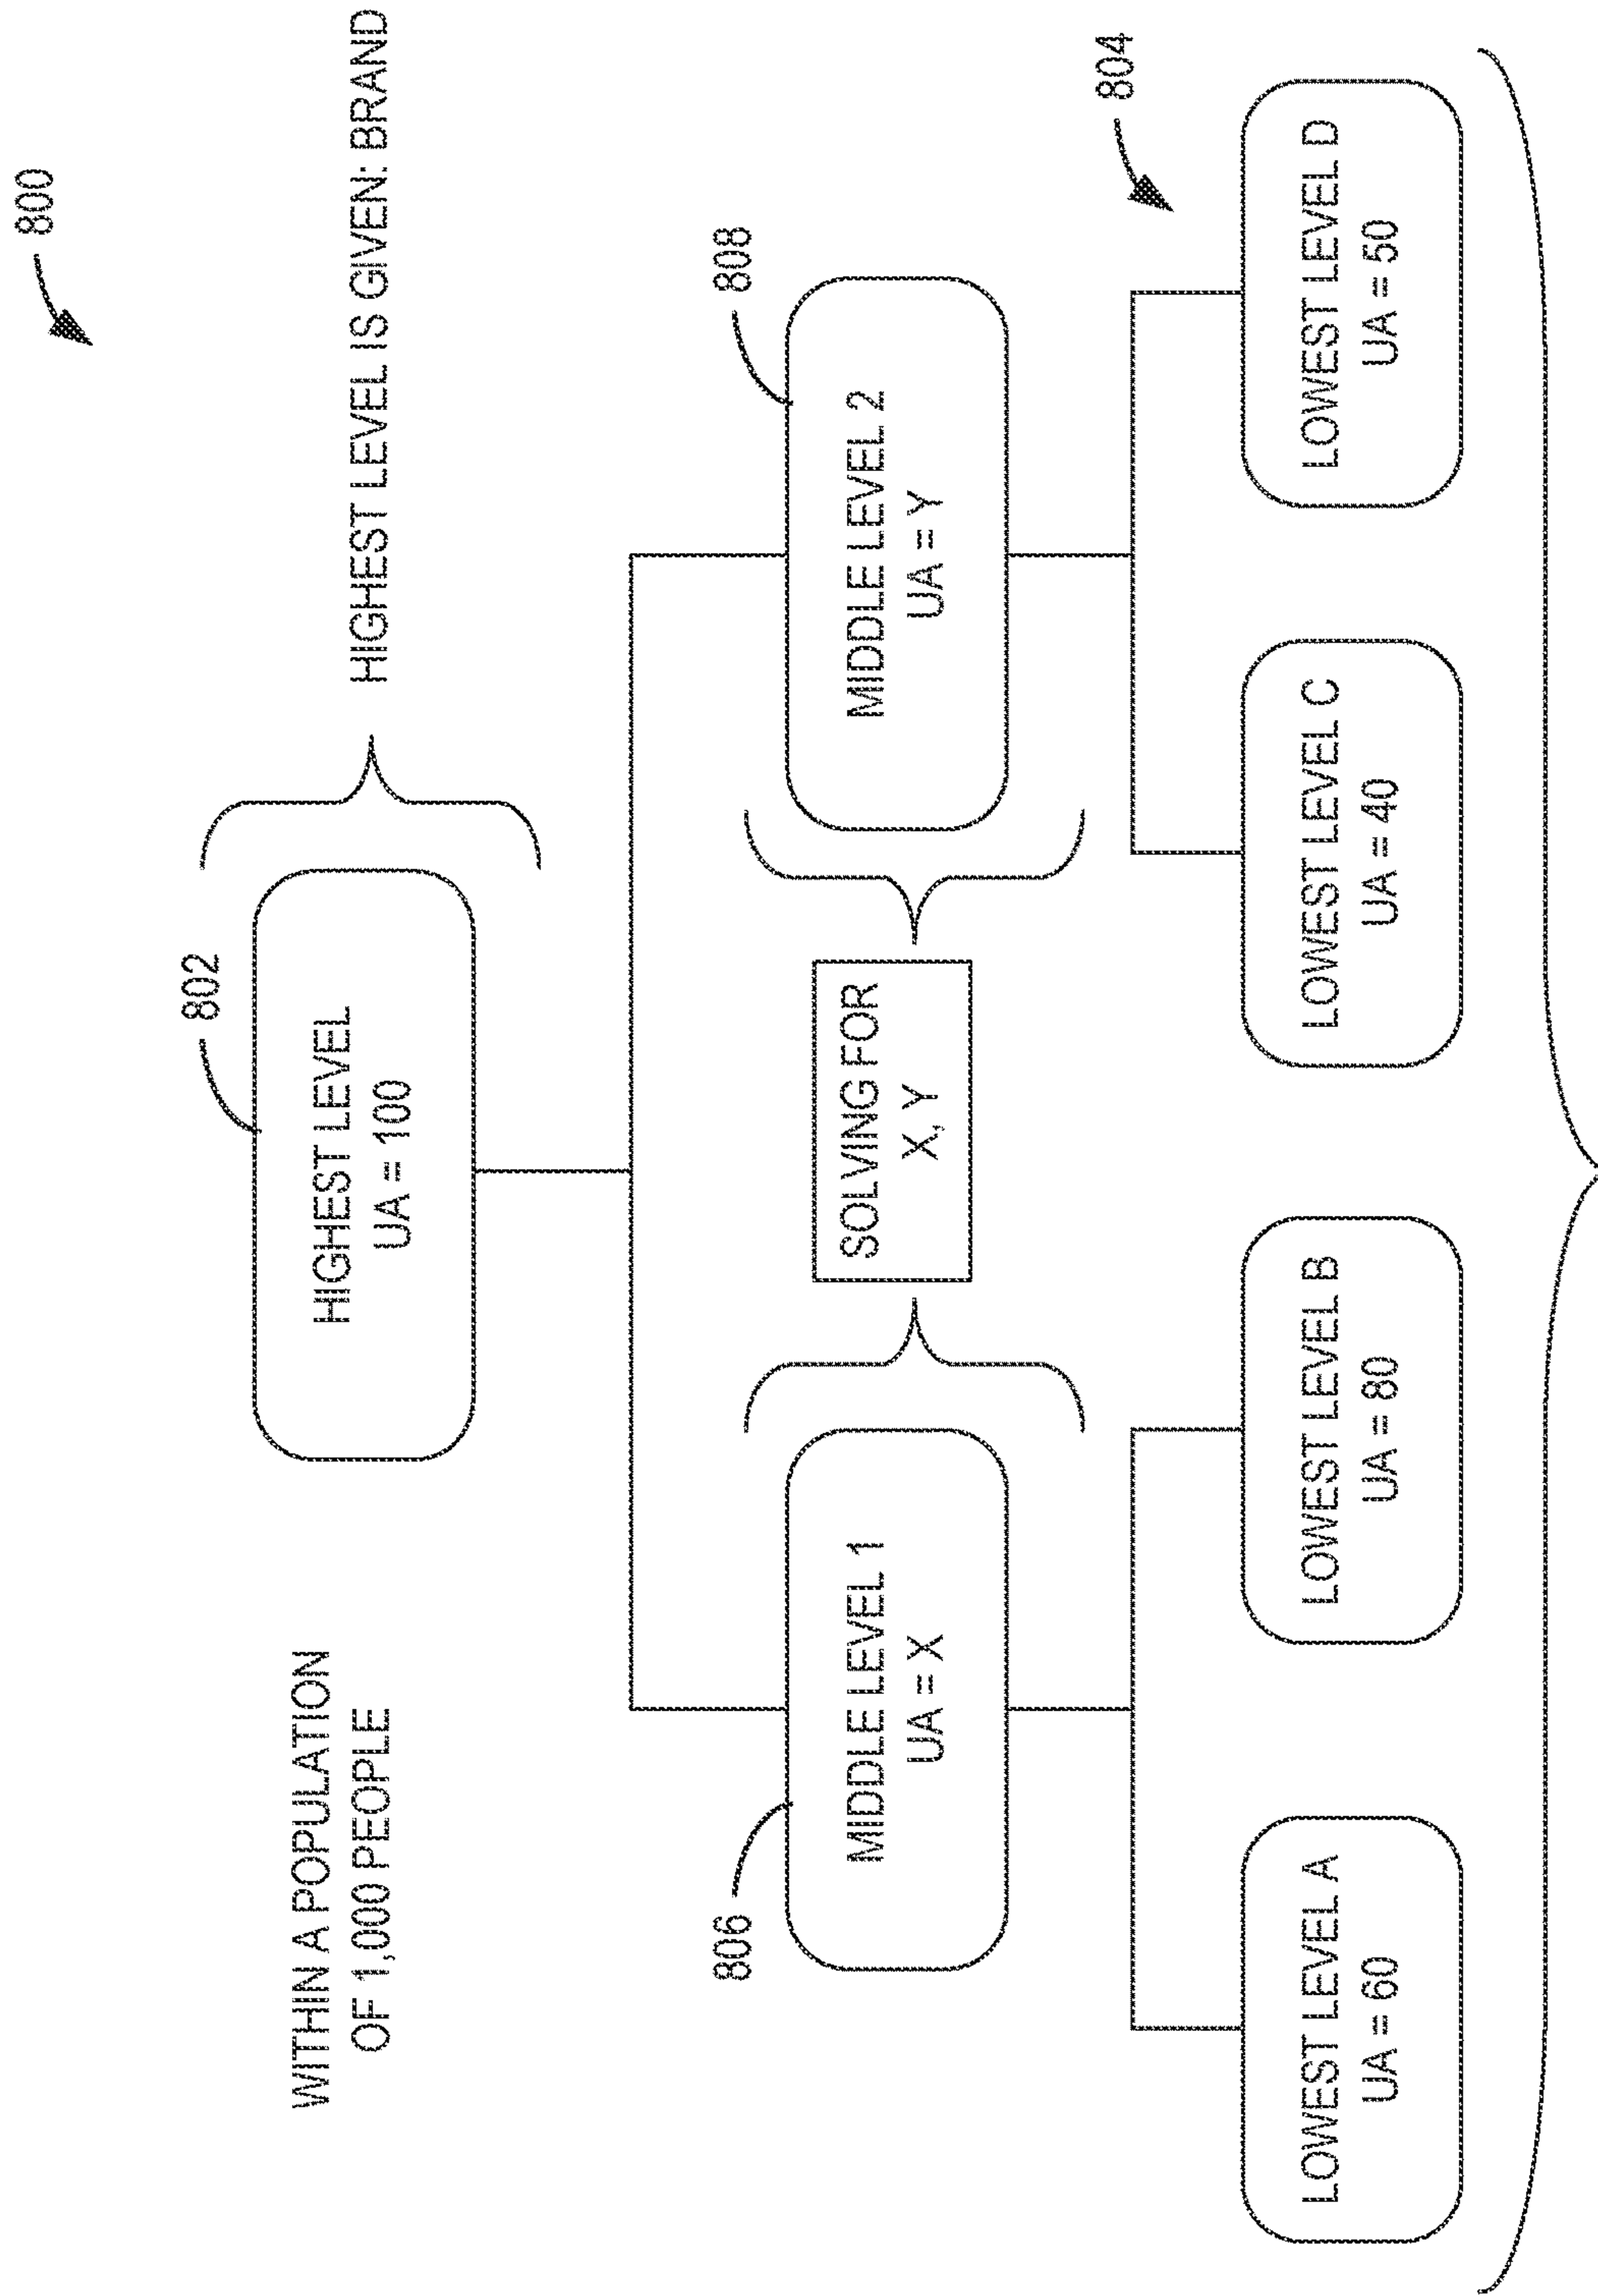 800
WITHIN A POPULATION
OF 1,000 PEOPLE
802
HIGHEST LEVEL
UA = 100
HIGHEST LEVEL IS GIVEN: BRAND
806
MIDDLE LEVEL 1
UA = X
SOLVING FOR
X, Y
808
MIDDLE LEVEL 2
UA = Y
804
LOWEST LEVEL A
UA = 60
LOWEST LEVEL B
UA = 80
LOWEST LEVEL C
UA = 40
LOWEST LEVEL D
UA = 50